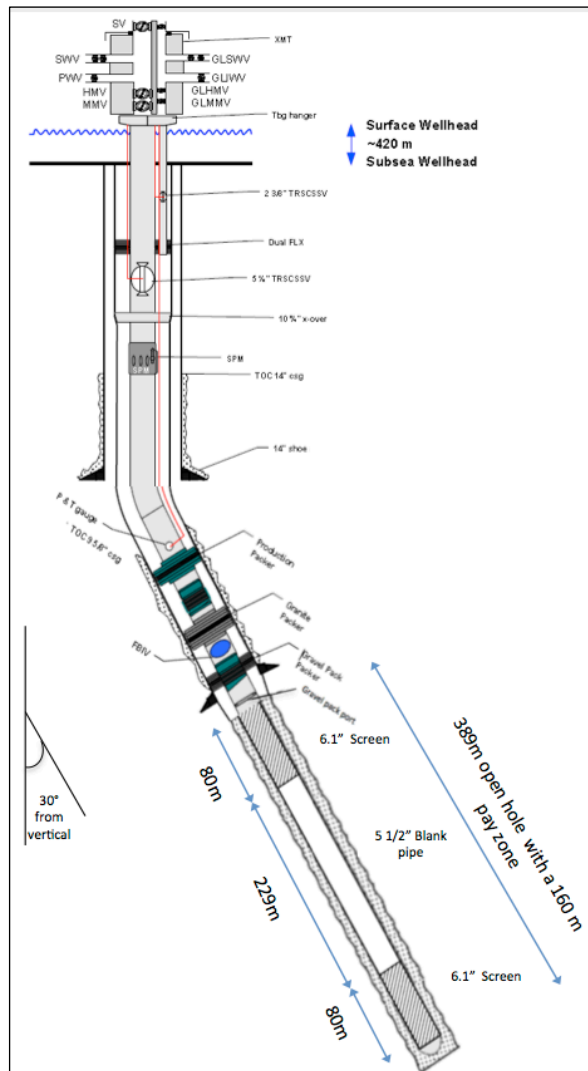 SV
XMT
SWV
GLSWV
PWV
GLIWV
HMV
GLHMV
MMV
GLMMV
Tbg hanger
Surface Wellhead
~420 m
Subsea Wellhead
2 3/8" TRSCSSV
Dual FLX
5 ½" TRSCSSV
10 ¾" x-over
SPM
SPM
TOC 14" csg
14" shoe
P & T gauge
TOC 9 5/8" csg
Production
Packer
Granite
Packer
FBIV
Gravel Pack
Packer
Gravel pack port
6.1" Screen
80m
389m open hole with a 160 m
pay zone
30°
from
vertical
5 1/2" Blank
pipe
229m
6.1" Screen
80m